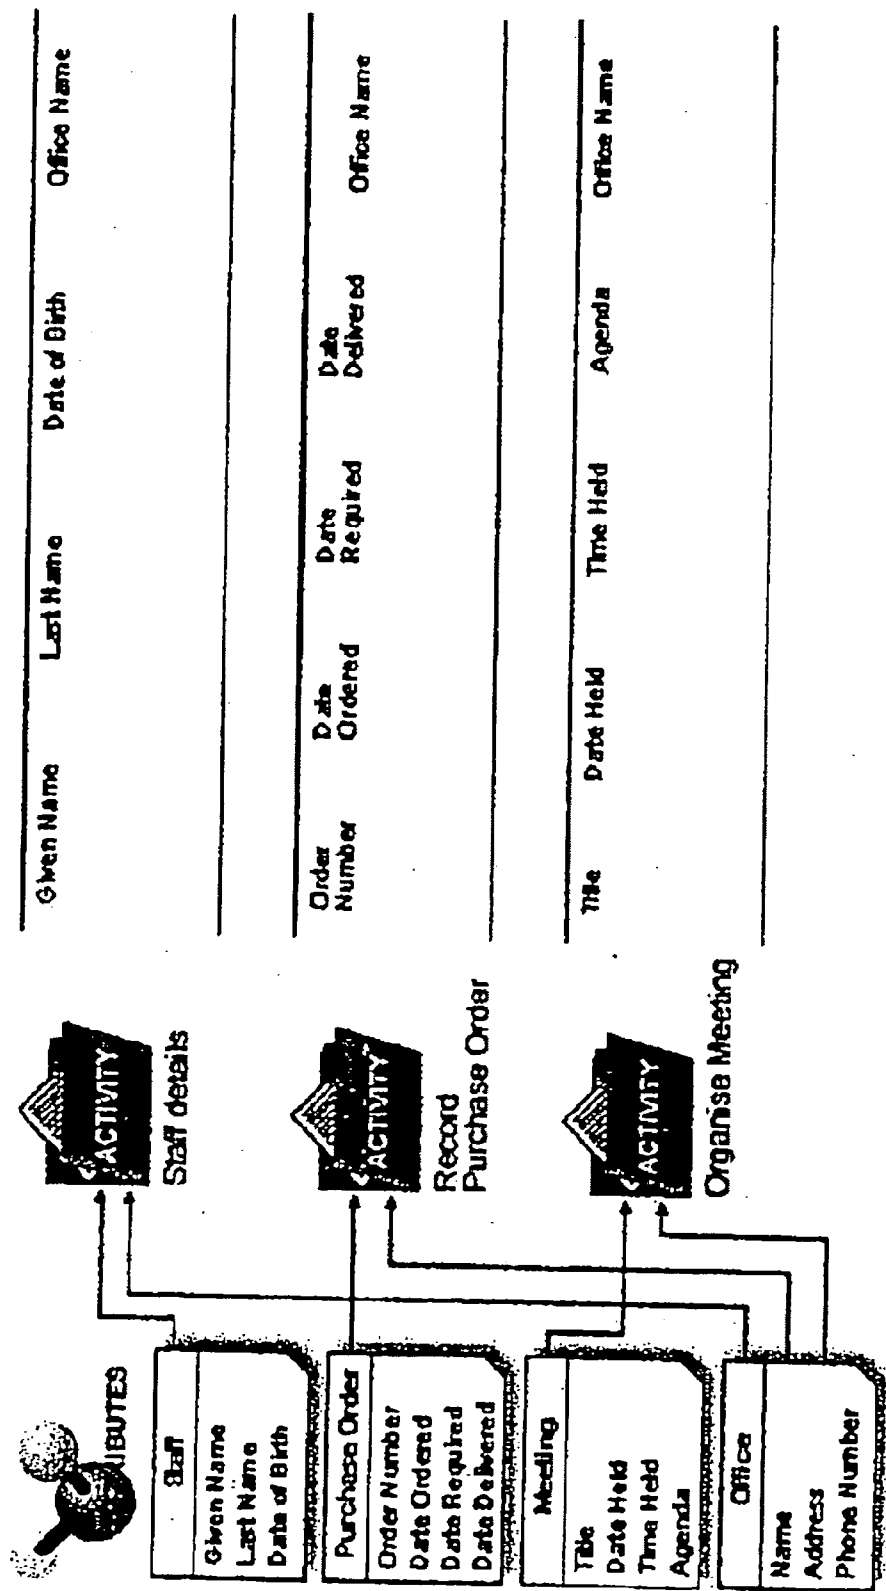 RIBUTES
Staff
Given Name
Last Name
Date of Birth
Purchase Order
Order Number
Date Ordered
Date Required
Date Delivered
Meeting
Title
Date Held
Time Held
Agenda
Office
Name
Address
Phone Number
ACTIVITY
Staff details
ACTIVITY
Record
Purchase Order
ACTIVITY
Organise Meeting
Given Name Last Name Date of Birth Office Name
Order Date Date Date
Number Ordered Required Delivered Office Name
Title Date Held Time Held Agenda Office Name